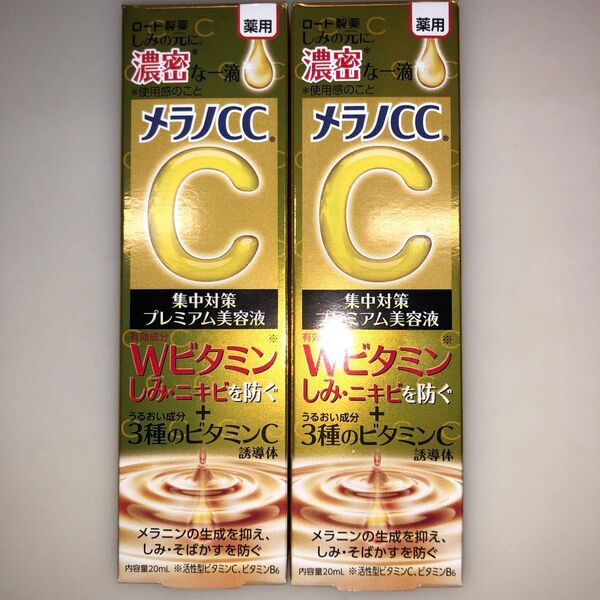 ロート製薬
薬用
しみの元に。
濃密*な一滴
*使用感のこと
メラノCC®
C
集中対策
プレミアム美容液
有効成分
Wビタミン※
しみ・ニキビを防ぐ
+
うるおい成分
3種のビタミンC
誘導体
メラニンの生成を抑え、
しみ・そばかすを防ぐ
内容量20mL ※活性型ビタミンC、ビタミンB6
ロート製薬
薬用
しみの元に。
濃密*な一滴
*使用感のこと
メラノCC®
C
集中対策
プレミアム美容液
有効成分
Wビタミン※
しみ・ニキビを防ぐ
+
うるおい成分
3種のビタミンC
誘導体
メラニンの生成を抑え、
しみ・そばかすを防ぐ
内容量20mL ※活性型ビタミンC、ビタミンB6